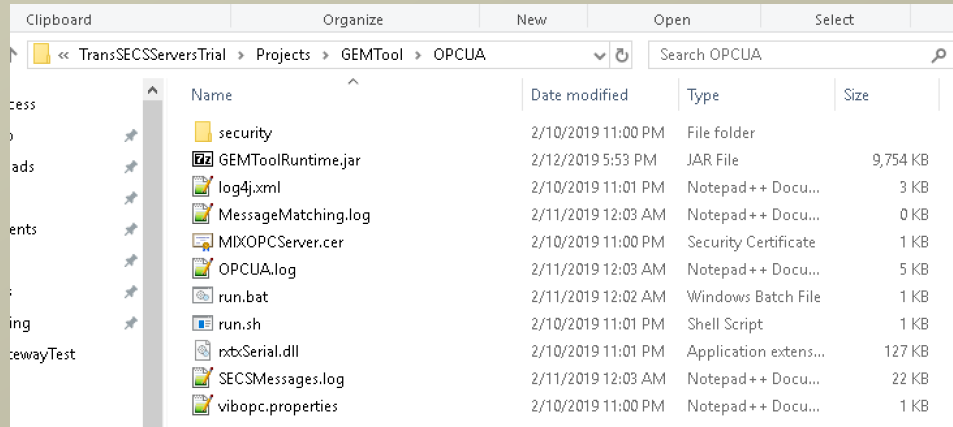 Clipboard Organize New Open Select
« TransSECSServersTrial > Projects > GEMTool > OPCUA Search OPCUA
Name Date modified Type Size
cess
security 2/10/2019 11:00 PM File folder
GEMToolRuntime.jar 2/12/2019 5:53 PM JAR File 9,754 KB
ads
log4j.xml 2/10/2019 11:01 PM Notepad++ Docu... 3 KB
MessageMatching.log 2/11/2019 12:03 AM Notepad++ Docu... 0 KB
ents
MIXOPCServer.cer 2/10/2019 11:00 PM Security Certificate 1 KB
OPCUA.log 2/11/2019 12:03 AM Notepad++ Docu... 5 KB
s
run.bat 2/11/2019 12:02 AM Windows Batch File 1 KB
ing
run.sh 2/10/2019 11:01 PM Shell Script 1 KB
tewayTest
rxtxSerial.dll 2/10/2019 11:01 PM Application extens... 127 KB
SECSMessages.log 2/11/2019 12:03 AM Notepad++ Docu... 22 KB
vibopc.properties 2/10/2019 11:00 PM Notepad++ Docu... 1 KB